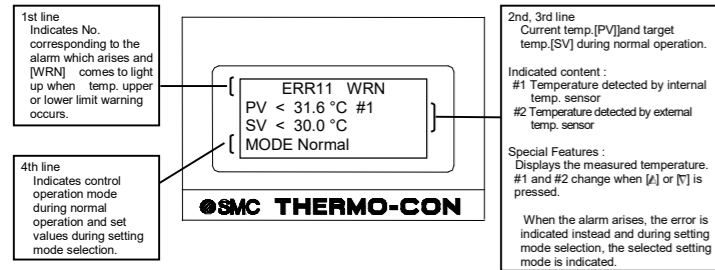 1st line
Indicates No.
corresponding to the
alarm which arises and
[WRN] comes to light
up when temp. upper
or lower limit warning
occurs.
4th line
Indicates control
operation mode
during normal
operation and set
values during setting
mode selection.
ERR11 WRN
PV < 31.6 °C #1
SV < 30.0 °C
MODE Normal
SMC THERMO-CON
2nd, 3rd line
Current temp.[PV]]and target
temp.[SV] during normal operation.
Indicated content :
#1 Temperature detected by internal
temp. sensor
#2 Temperature detected by external
temp. sensor
Special Features :
Displays the measured temperature.
#1 and #2 change when [▲] or [▽] is
pressed.
When the alarm arises, the error is
indicated instead and during setting
mode selection, the selected setting
mode is indicated.